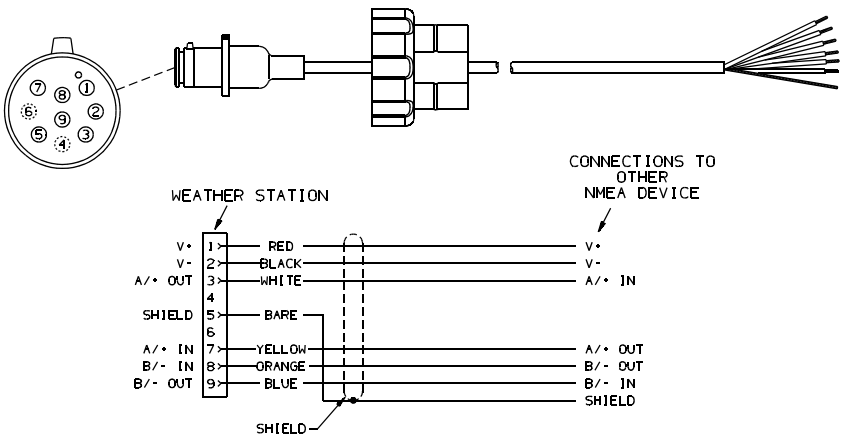 1
7
8
6
2
9
5
3
4
CONNECTIONS TO
OTHER
NMEA DEVICE
WEATHER STATION
V+ 1 RED V+
V- 2 BLACK V-
A/+ OUT 3 WHITE A/+ IN
4
SHIELD 5 BARE
6
A/+ IN 7 YELLOW A/+ OUT
B/- IN 8 ORANGE B/- OUT
B/- OUT 9 BLUE B/- IN
SHIELD
SHIELD